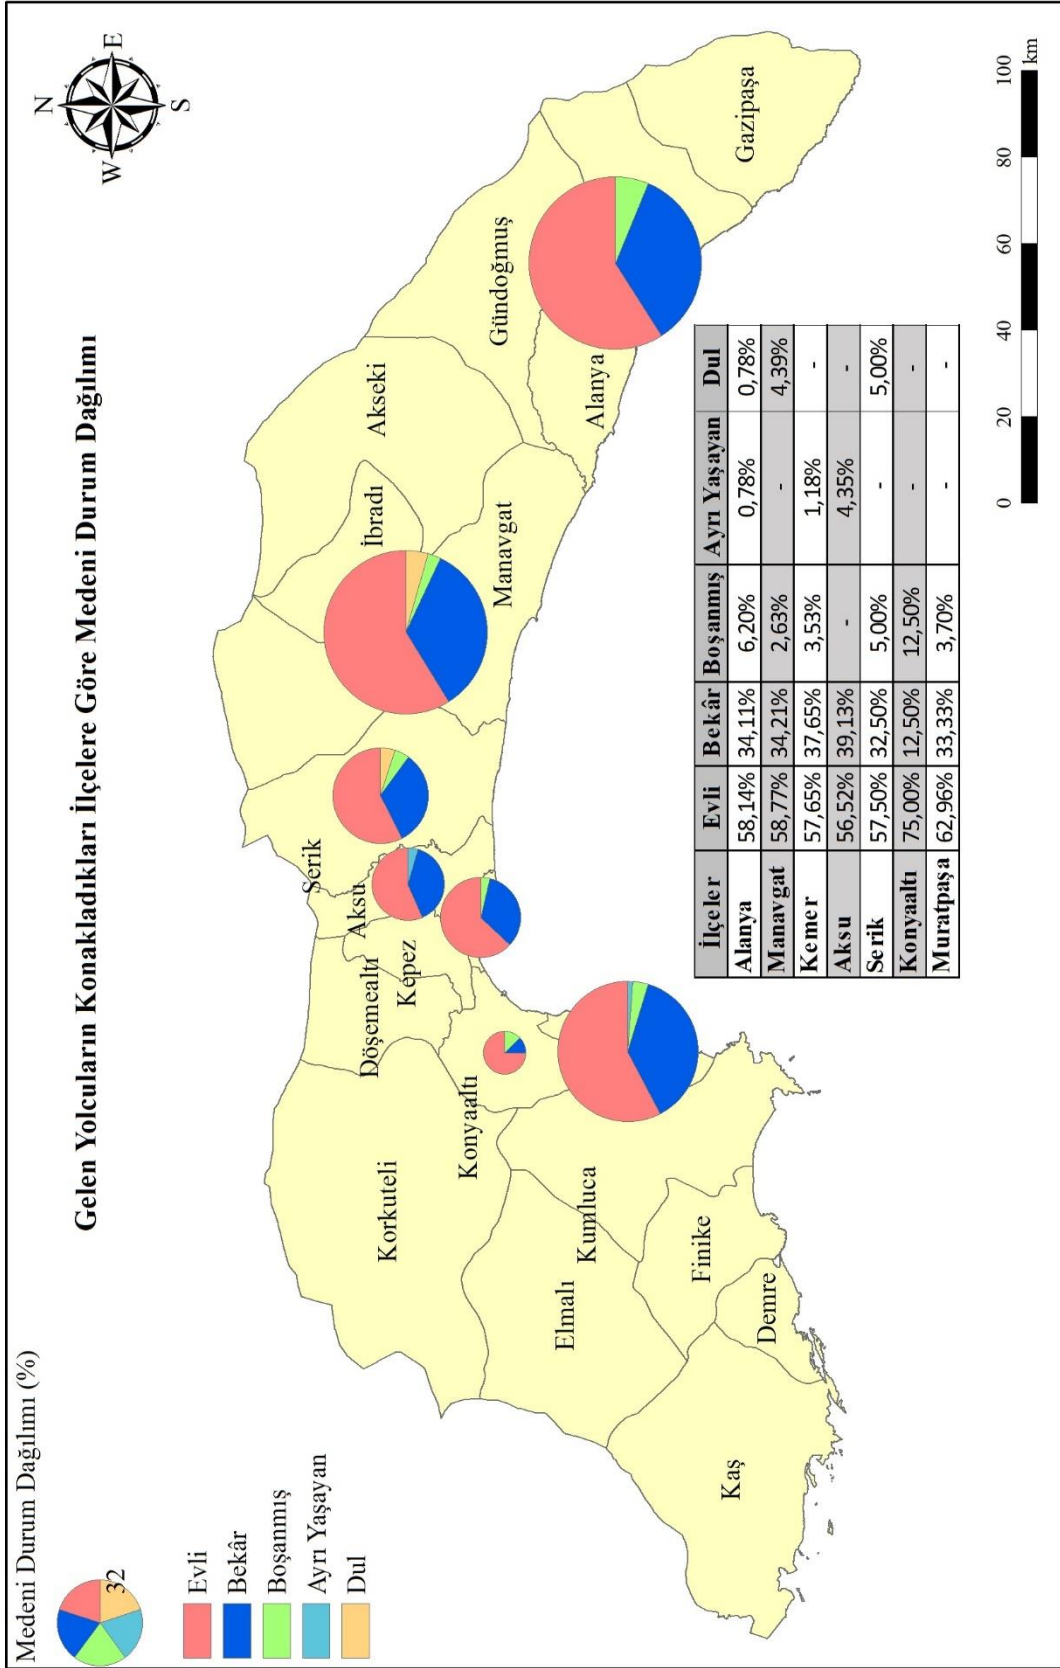 Gelen Yolcuların Konakladıkları İlçelere Göre Medeni Durum Dağılımı
Medeni Durum Dağılımı (%)
32
Evli
Bekâr
Boşanmış
Ayrı Yaşayan
Dul
N
W
E
S
Korkuteli
Döşemealtı
Kepez
Aksu
Serik
İbradı
Akseki
Gündoğmuş
Manavgat
Alanya
Gazipaşa
Konyaaltı
Elmalı
Kumluca
Finike
Demre
Kaş
İlçeler Evli Bekâr Boşanmış Ayrı Yaşayan Dul
Alanya 58,14% 34,11% 6,20% 0,78% 0,78%
Manavgat 58,77% 34,21% 2,63% - 4,39%
Kemer 57,65% 37,65% 3,53% 1,18% -
Aksu 56,52% 39,13% - 4,35% -
Serik 57,50% 32,50% 5,00% - 5,00%
Konyaaltı 75,00% 12,50% 12,50% - -
Muratpaşa 62,96% 33,33% 3,70% - -
0 20 40 60 80 100
km